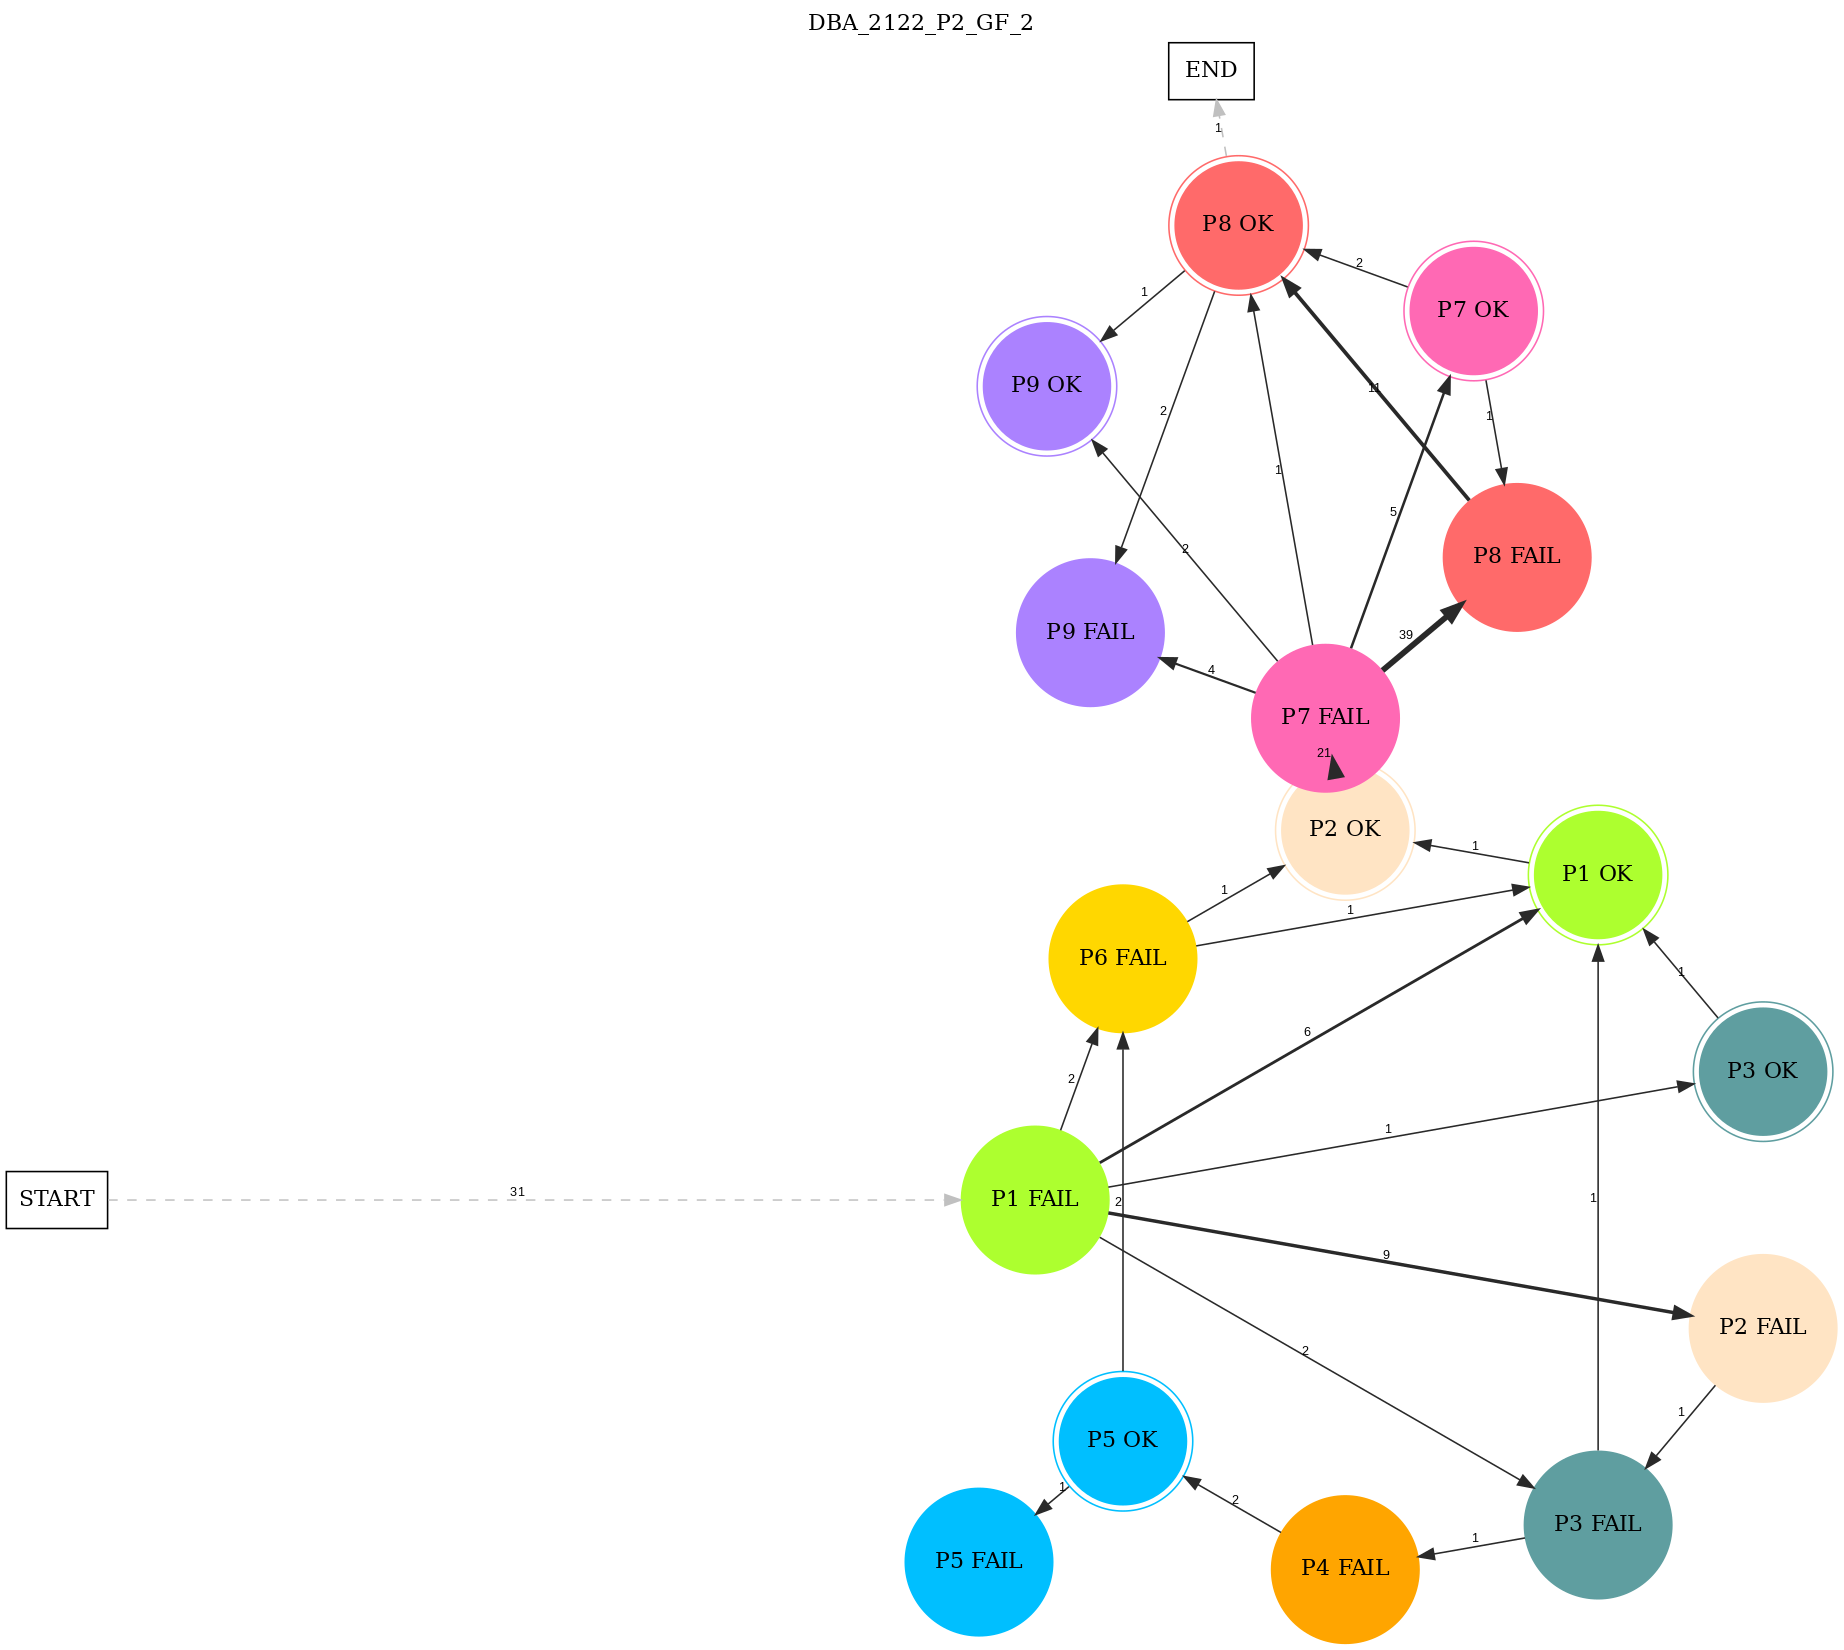 DBA_2122_P2_GF_2
END
1
P8 OK
2
P7 OK
1
P9 OK
11
2
1
1
5
2
P8 FAIL
P9 FAIL
39
4
P7 FAIL
21
P2 OK
1
P1 OK
1
1
P6 FAIL
1
6
2
P3 OK
1
START
31
P1 FAIL
2
1
9
P2 FAIL
2
1
P5 OK
1
2
P3 FAIL
1
P5 FAIL
P4 FAIL